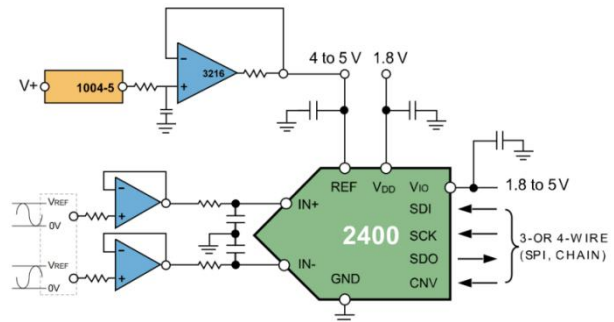 4 to 5 V
1.8 V
V+
1004-5
-
+
3216
REF
VDD
VIO
1.8 to 5V
VREF
0V
-
+
IN+
SDI
2400
SCK
3-OR 4-WIRE
SDO
(SPI, CHAIN)
VREF
0V
-
+
IN-
GND
CNV